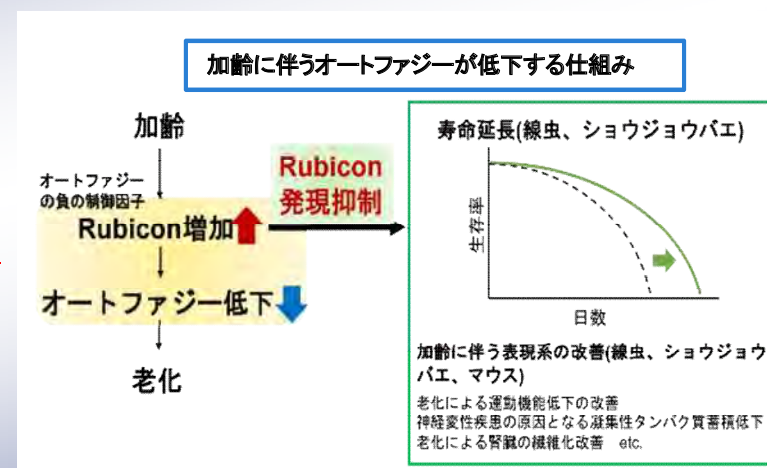 加齢に伴うオートファジーが低下する仕組み
加齢
オートファジー
の負の制御因子
Rubicon増加
オートファジー低下
老化
Rubicon
発現抑制
寿命延長(線虫、ショウジョウバエ)
生存率
日数
加齢に伴う表現系の改善(線虫、ショウジョウ
バエ、マウス)
老化による運動機能低下の改善
神経変性疾患の原因となる凝集性タンパク質蓄積低下
老化による腎臓の繊維化改善 etc.